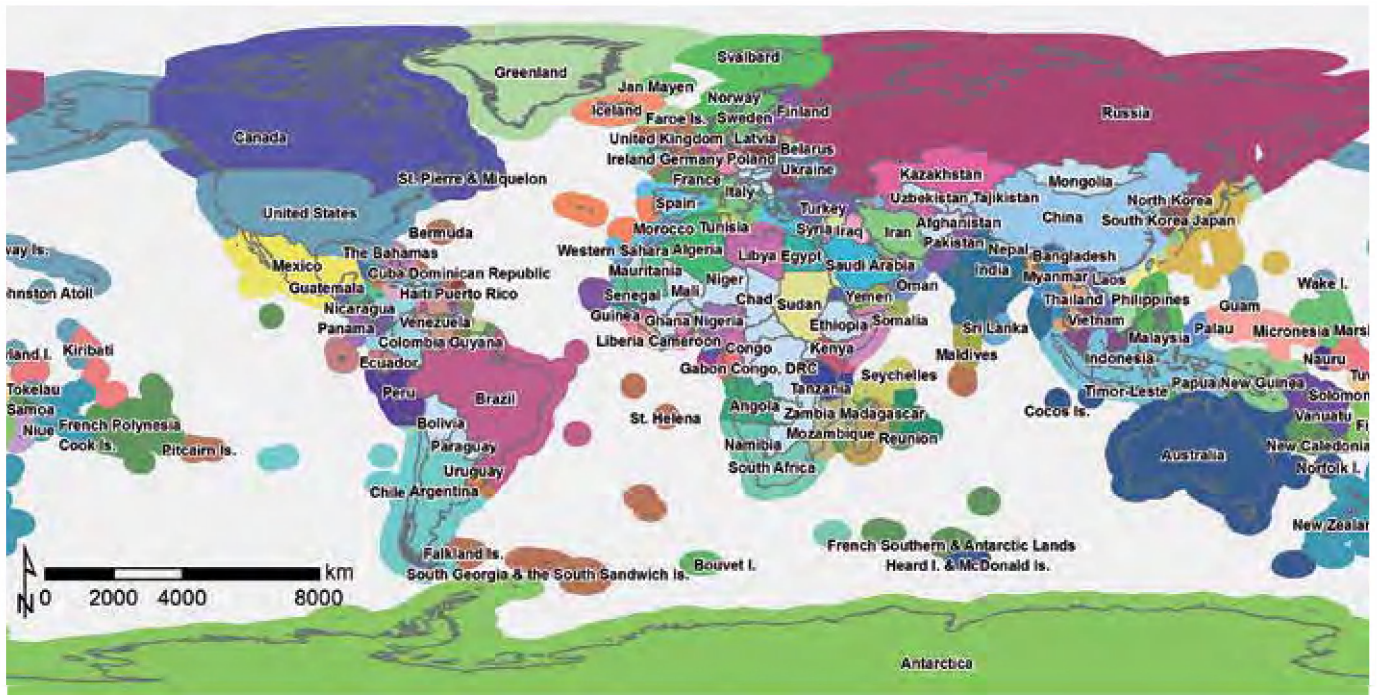 Svalbard
Greenland
Jan Mayen
Norway
Iceland
Finland
Faroe Is.
Sweden
Russia
Canada
United Kingdom
Latvia
Belarus
Ireland
Germany
Poland
Ukraine
St. Pierre & Miquelon
France
Kazakhstan
Mongolia
Italy
Uzbekistan
Tajikistan
North Korea
Spain
Turkey
United States
China
South Korea
Japan
Bermuda
Morocco
Tunisia
Syria
Iraq
Iran
Afghanistan
way Is.
The Bahamas
Western Sahara
Algeria
Libya
Egypt
Pakistan
Nepal
Bangladesh
Mexico
Cuba
Dominican Republic
Mauritania
Saudi Arabia
India
Myanmar
Laos
Guatemala
Niger
Oman
Wake I.
hnston Atoll
Haiti
Puerto Rico
Senegal
Mali
Chad
Sudan
Yemen
Thailand
Philippines
Guam
Nicaragua
Guinea
Ghana
Nigeria
Ethiopia
Somalia
Vietnam
Panama
Venezuela
Sri Lanka
Palau
Micronesia
Mars
Colombia
Guyana
Liberia
Cameroon
Congo
Kenya
Malaysia
rland I.
Kiribati
Maldives
Indonesia
Nauru
Ecuador
Gabon
Congo, DRC
Seychelles
Tuv
Tokelau
Peru
Brazil
Tanzania
Timor-Leste
Papua New Guinea
Solomon
Samoa
St. Helena
Angola
Zambia
Madagascar
Cocos Is.
Vanuatu
Niue
French Polynesia
Bolivia
Mozambique
Reunion
Fi
Cook Is.
Pitcairn Is.
Paraguay
Namibia
New Caledonia
Uruguay
South Africa
Australia
Norfolk I.
Chile
Argentina
New Zealan
Falkland Is.
French Southern & Antarctic Lands
South Georgia & the South Sandwich Is.
Bouvet I.
Heard I. & McDonald Is.
km
N
0 2000 4000 8000
Antarctica